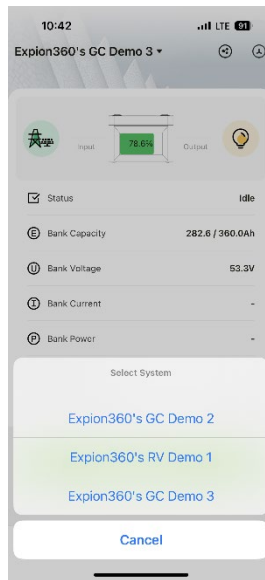 10:42
LTE 91
Expion360's GC Demo 3
Input
78.6%
Output
Status
Idle
E Bank Capacity
282.6 / 360.0Ah
U Bank Voltage
53.3V
I Bank Current
-
P Bank Power
-
Select System
Expion360's GC Demo 2
Expion360's RV Demo 1
Expion360's GC Demo 3
Cancel